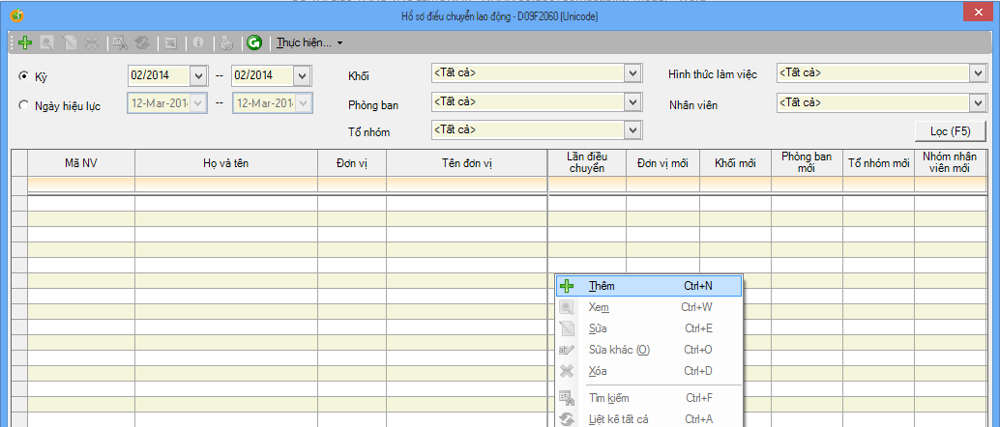 Hồ sơ điều chuyển lao động - D09F2060 (Unicode)
Thực hiện...
Kỳ 02/2014 -- 02/2014 Khối <Tất cả> Hình thức làm việc <Tất cả>
Ngày hiệu lực 12-Mar-201 -- 12-Mar-201 Phòng ban <Tất cả> Nhân viên <Tất cả>
Tổ nhóm <Tất cả>
Lọc (F5)
Mã NV Họ và tên Đơn vị Tên đơn vị Lần điều chuyển Đơn vị mới Khối mới Phòng ban mới Tổ nhóm mới Nhóm nhân viên mới
Thêm Ctrl+N
Xem Ctrl+W
Sửa Ctrl+E
Sửa khác (O) Ctrl+O
Xóa Ctrl+D
Tìm kiếm Ctrl+F
Liệt kê tất cả Ctrl+A